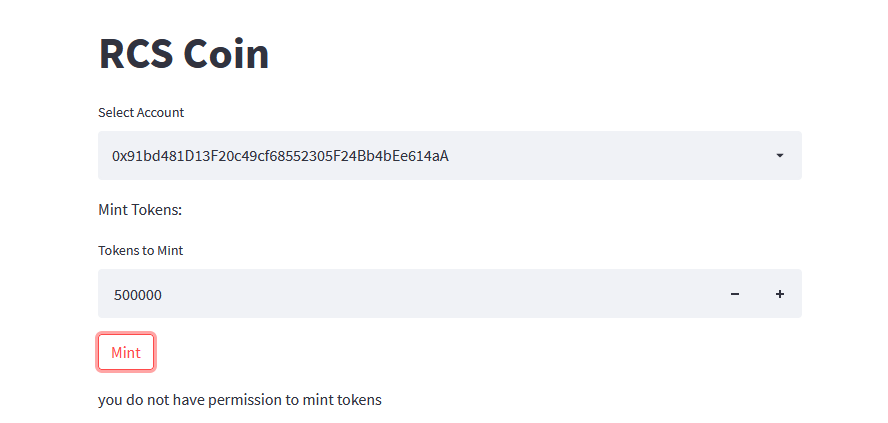 RCS Coin
Select Account
0x91bd481D13F20c49cf68552305F24Bb4bEe614aA
Mint Tokens:
Tokens to Mint
500000
Mint
you do not have permission to mint tokens